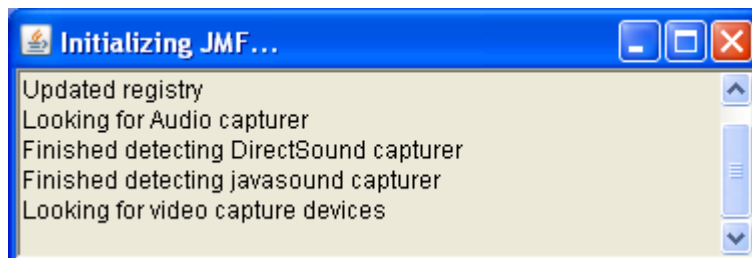 Initializing JMF...
Updated registry
Looking for Audio capturer
Finished detecting DirectSound capturer
Finished detecting javasound capturer
Looking for video capture devices